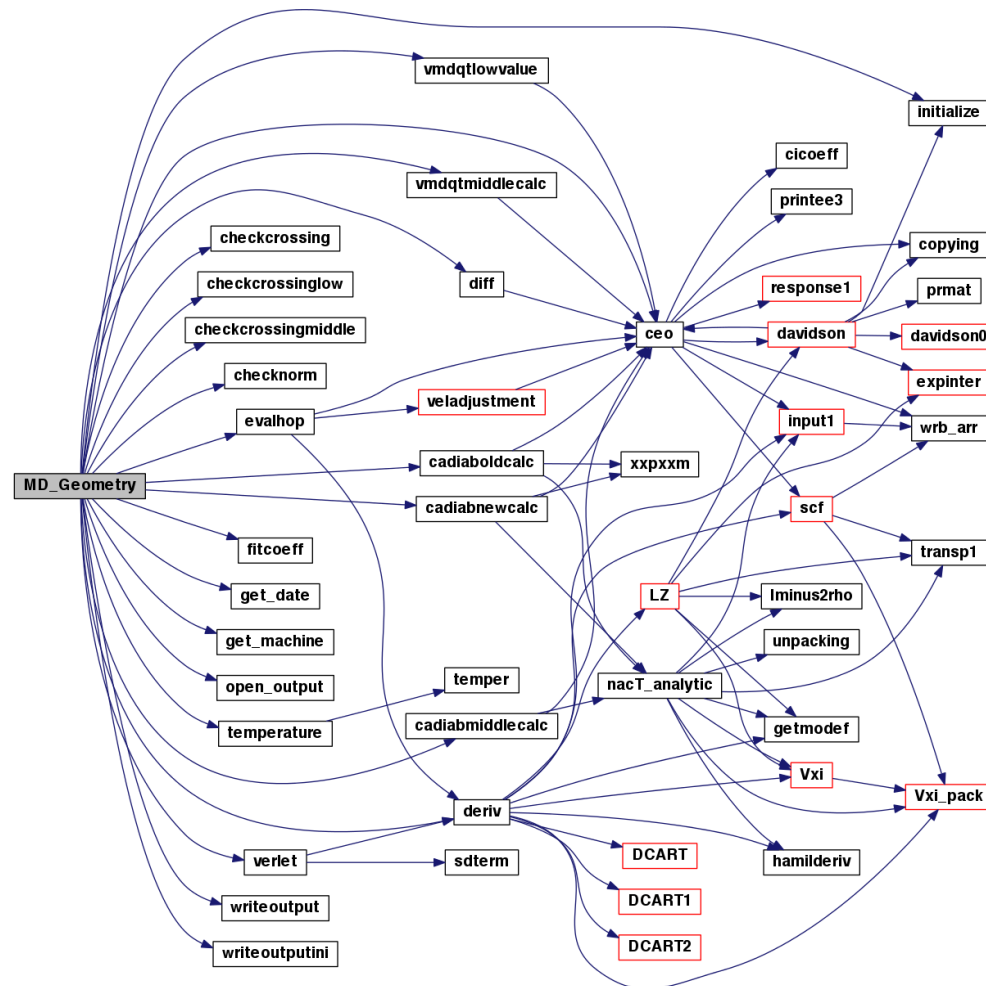 initialize
vmdqtlowvalue
cicoeff
vmdqtmiddlecalc
printee3
checkcrossing
copying
checkcrossinglow
diff
response1
prmat
checkcrossingmiddle
ceo
davidson
davidson0
checknorm
expinter
veladjustment
evalhop
input1
wrb_arr
cadiaboldcalc
xxpxxm
MD_Geometry
cadiabnewcalc
scf
fitcoeff
transp1
get_date
LZ
Iminus2rho
get_machine
unpacking
temper
open_output
nacT_analytic
temperature
cadiabmiddlecalc
getmodef
Vxi
Vxi_pack
deriv
verlet
sdterm
DCART
hamilderiv
writeoutput
DCART1
writeoutputini
DCART2